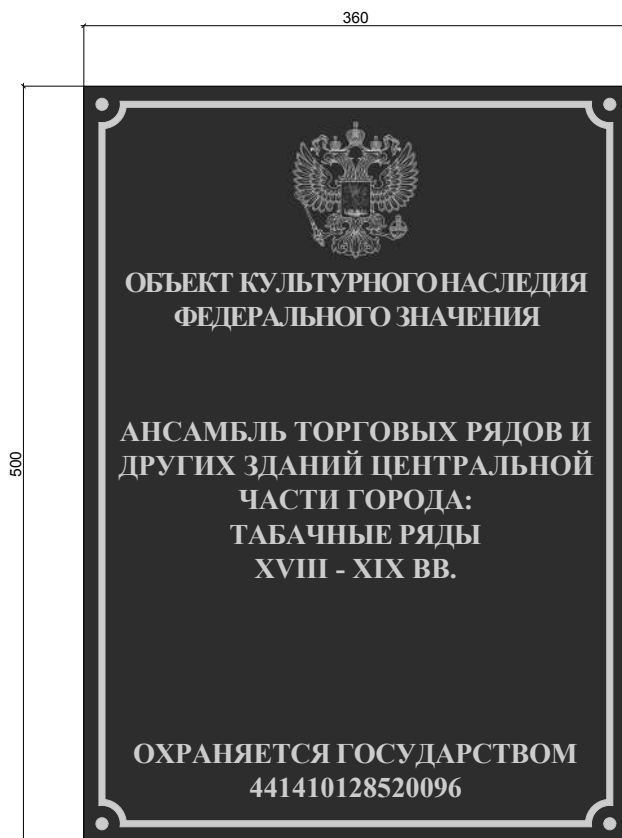 360
500
ОБЪЕКТ КУЛЬТУРНОГО НАСЛЕДИЯ
ФЕДЕРАЛЬНОГО ЗНАЧЕНИЯ
АНСАМБЛЬ ТОРГОВЫХ РЯДОВ И
ДРУГИХ ЗДАНИЙ ЦЕНТРАЛЬНОЙ
ЧАСТИ ГОРОДА:
ТАБАЧНЫЕ РЯДЫ
XVIII - XIX ВВ.
ОХРАНЯЕТСЯ ГОСУДАРСТВОМ
441410128520096